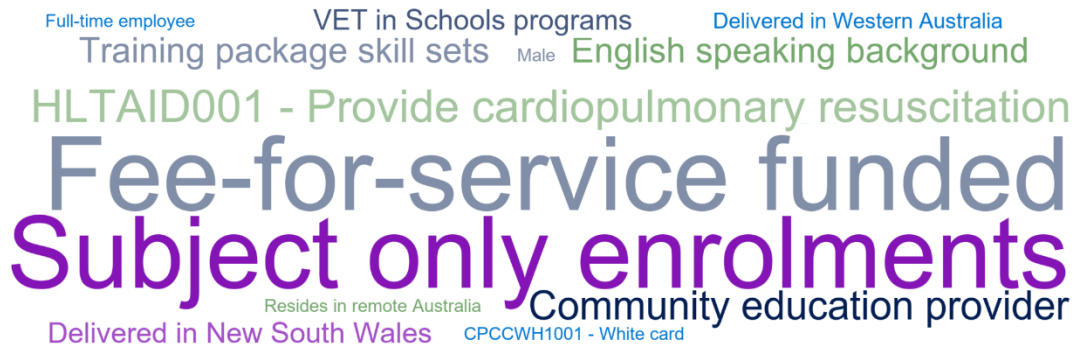 Full-time employee
VET in Schools programs
Delivered in Western Australia
Training package skill sets
Male
English speaking background
HLTAID001 - Provide cardiopulmonary resuscitation
Fee-for-service funded
Subject only enrolments
Resides in remote Australia
Community education provider
Delivered in New South Wales
CPCCWH1001 - White card